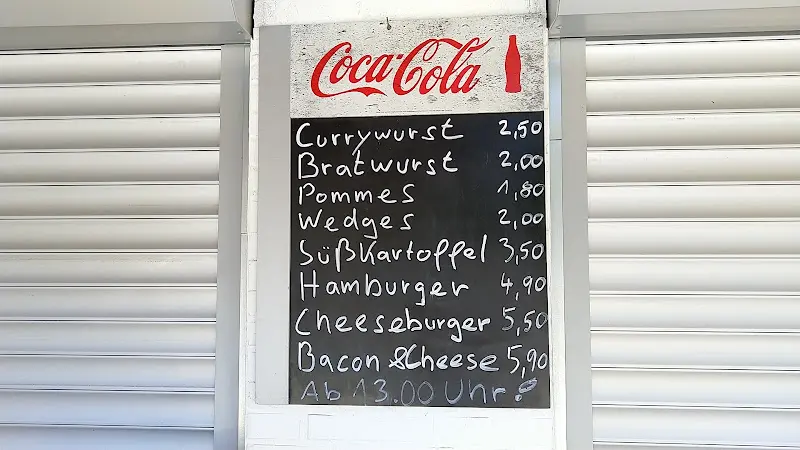 Coca-Cola
Currywurst 2,50
Bratwurst 2,00
Pommes 1,80
Wedges 2,00
Süßkartoffel 3,50
Hamburger 4,90
Cheeseburger 5,50
Bacon &Cheese 5,90
Ab 13.00 Uhr!